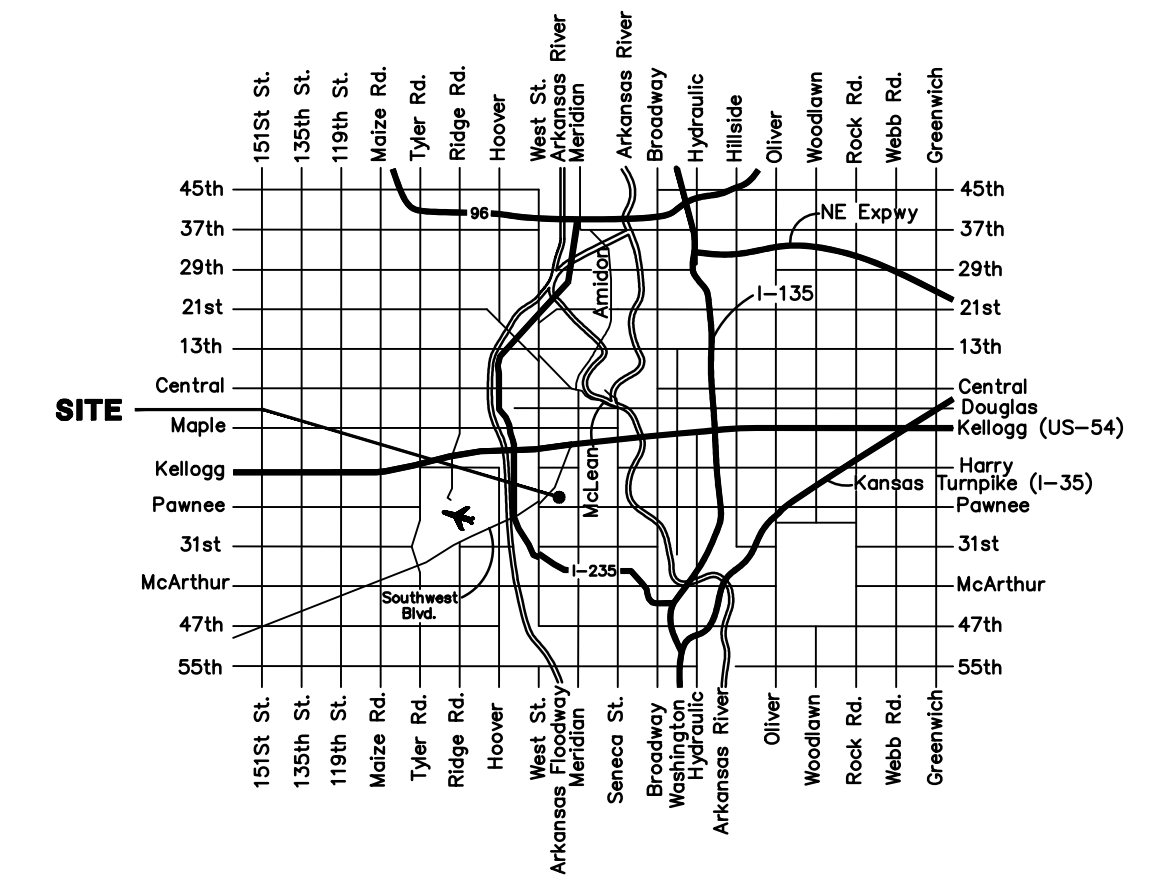 151St St.
135th St.
119th St.
Maize Rd.
Tyler Rd.
Ridge Rd.
Hoover
West St.
Arkansas River
Meridian
Arkansas River
Broadway
Hydraulic
Hillside
Oliver
Woodlawn
Rock Rd.
Webb Rd.
Greenwich
45th
45th
96
NE Expwy
37th
37th
29th
29th
Amidon
I-135
21st
21st
13th
13th
Central
Central
SITE
Douglas
Maple
Kellogg (US-54)
Kellogg
Harry
McLean
Kansas Turnpike (I-35)
Pawnee
Pawnee
31st
31st
I-235
McArthur
McArthur
Southwest
Blvd.
47th
47th
55th
55th
151St St.
135th St.
119th St.
Maize Rd.
Tyler Rd.
Ridge Rd.
Hoover
West St.
Arkansas Floodway
Meridian
Seneca St.
Broadway
Washington
Hydraulic
Arkansas River
Oliver
Woodlawn
Rock Rd.
Webb Rd.
Greenwich